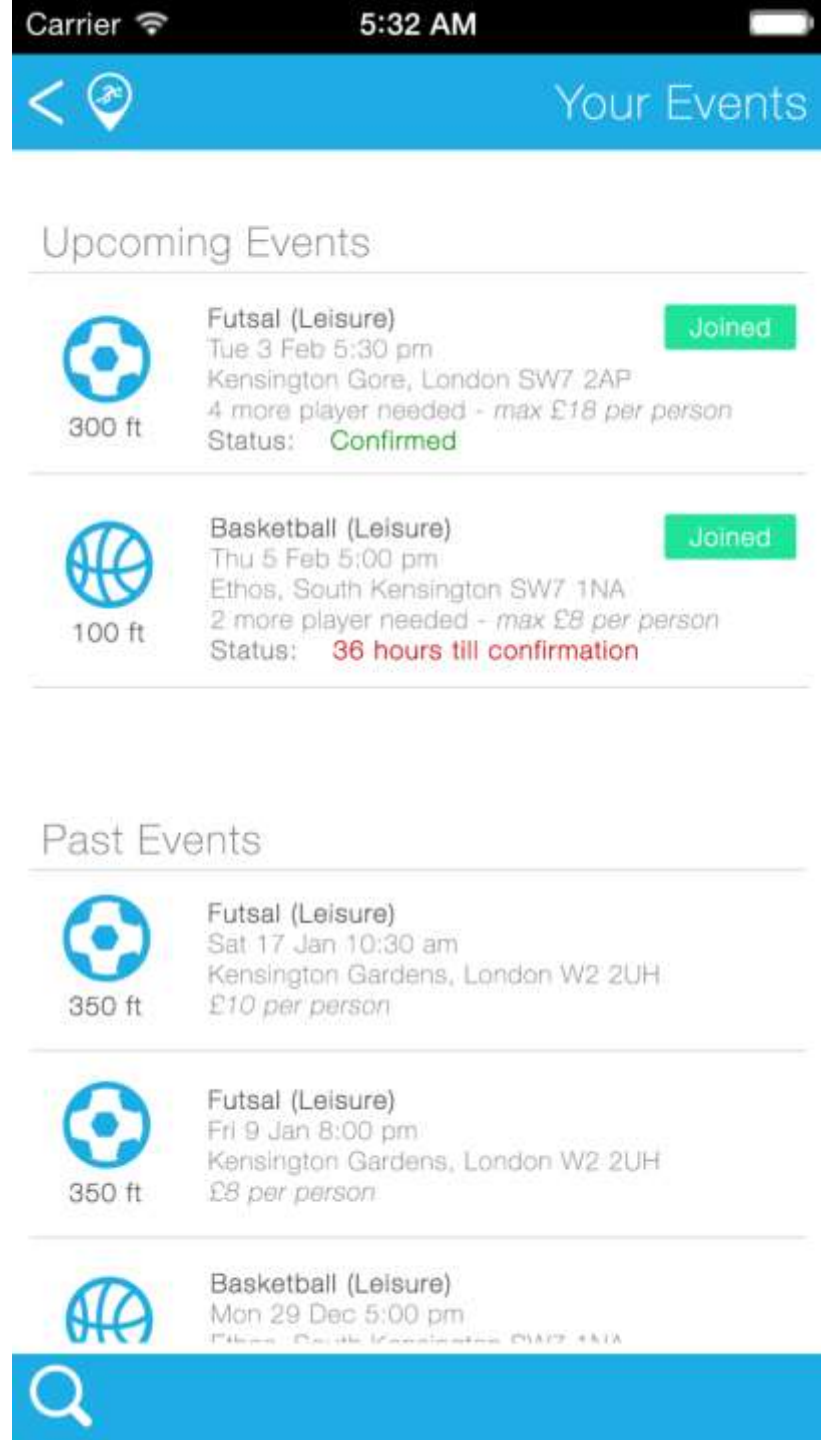 Carrier 5:32 AM
Your Events
Upcoming Events
Futsal (Leisure)
Joined
Tue 3 Feb 5:30 pm
Kensington Gore, London SW7 2AP
300 ft
4 more player needed - max £18 per person
Status: Confirmed
Basketball (Leisure)
Joined
Thu 5 Feb 5:00 pm
Ethos, South Kensington SW7 1NA
100 ft
2 more player needed - max £8 per person
Status: 36 hours till confirmation
Past Events
Futsal (Leisure)
Sat 17 Jan 10:30 am
Kensington Gardens, London W2 2UH
350 ft
£10 per person
Futsal (Leisure)
Fri 9 Jan 8:00 pm
Kensington Gardens, London W2 2UH
350 ft
£8 per person
Basketball (Leisure)
Mon 29 Dec 5:00 pm
Ethos, South Kensington SW7 1NA